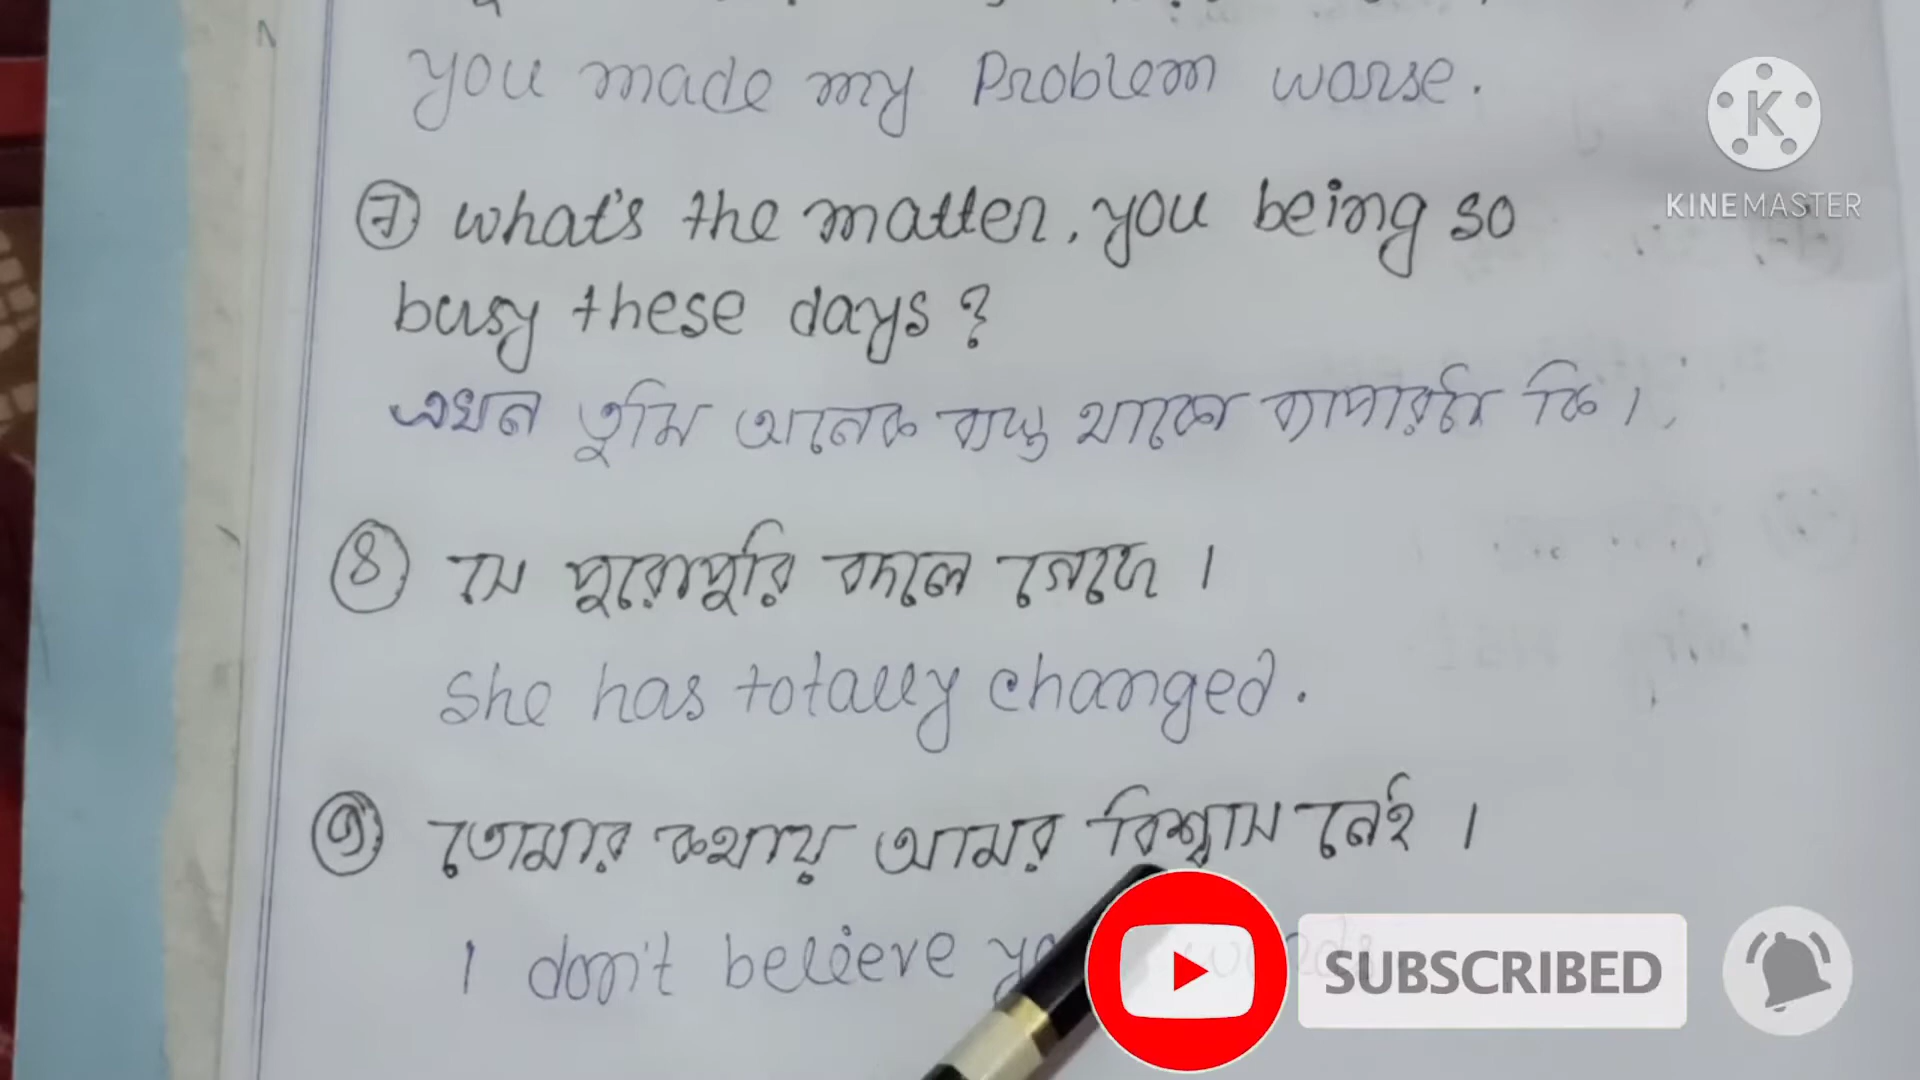 you made my Problem worse.
KINEMASTER
⑦ what's the matter, you being so
busy these days?
এখন তুমি অনেক ব্যস্ত থাকো ব্যাপারটা কি।
⑧ সে পুরোপুরি বদলে গেছে।
She has totally changed.
⑨ তোমার কথায় আমার বিশ্বাস নেই।
I don't believe
SUBSCRIBED